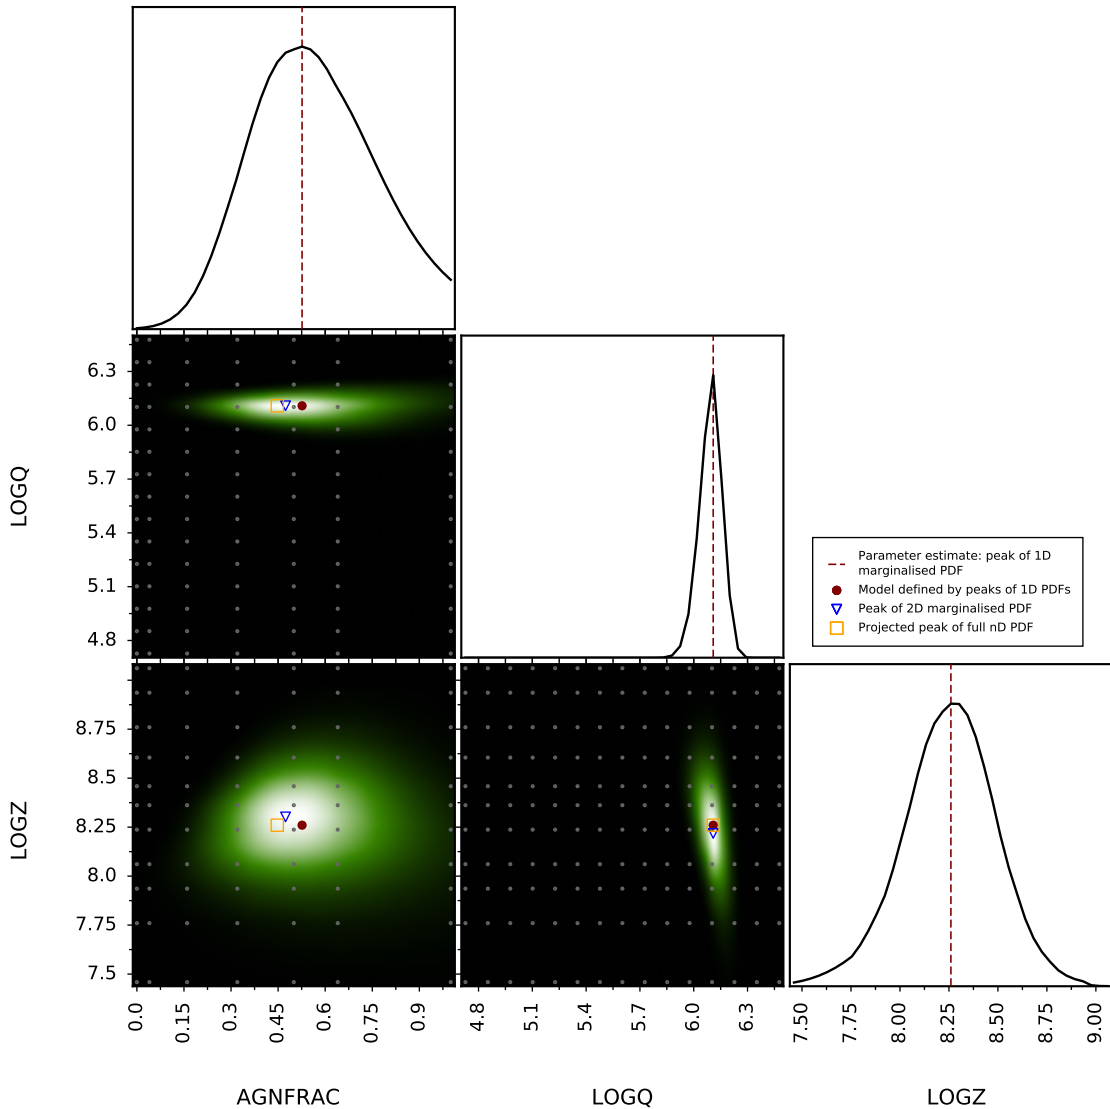 6.3
6.0
5.7
5.4
5.1
4.8
LOGQ
Parameter estimate: peak of 1D
marginalised PDF
Model defined by peaks of 1D PDFs
Peak of 2D marginalised PDF
Projected peak of full nD PDF
8.75
8.5
8.25
8.0
7.75
7.5
LOGZ
0.0 0.15 0.3 0.45 0.6 0.75 0.9
4.8 5.1 5.4 5.7 6.0 6.3
7.50 7.75 8.00 8.25 8.50 8.75 9.00
AGNFRAC LOGQ LOGZ